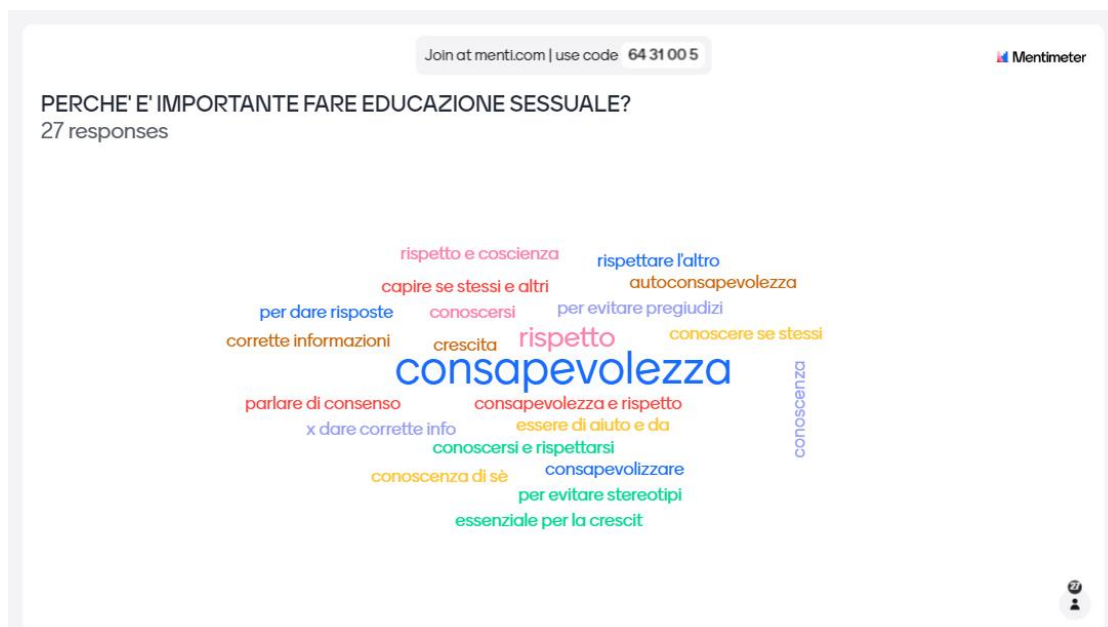 Join at menti.com | use code 64 31 00 5
Mentimeter
PERCHE' E' IMPORTANTE FARE EDUCAZIONE SESSUALE?
27 responses
rispetto e coscienza
rispettare l'altro
capire se stessi e altri
autoconsapevolezza
per dare risposte
conoscersi
per evitare pregiudizi
corrette informazioni
crescita
rispetto
conoscere se stessi
consapevolezza
conoscenza
parlare di consenso
consapevolezza e rispetto
x dare corrette info
essere di aiuto e da
conoscersi e rispettarsi
conoscenza di sè
consapevolizzare
per evitare stereotipi
essenziale per la crescit
27